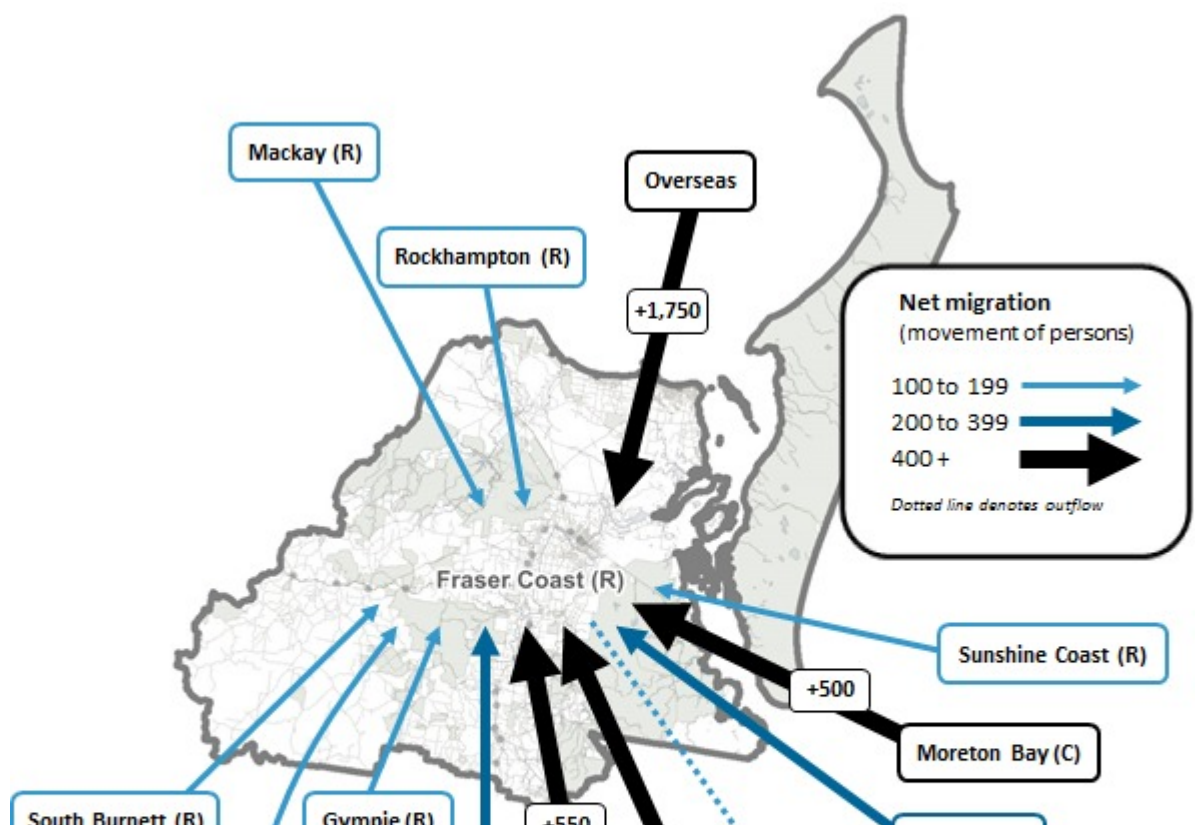 Mackay (R)
Overseas
Rockhampton (R)
+1,750
Net migration
(movement of persons)
100 to 199
200 to 399
400 +
Dotted line denotes outflow
Fraser Coast (R)
Sunshine Coast (R)
+500
Moreton Bay (C)
South Burnett (R)
Gympie (R)
+550